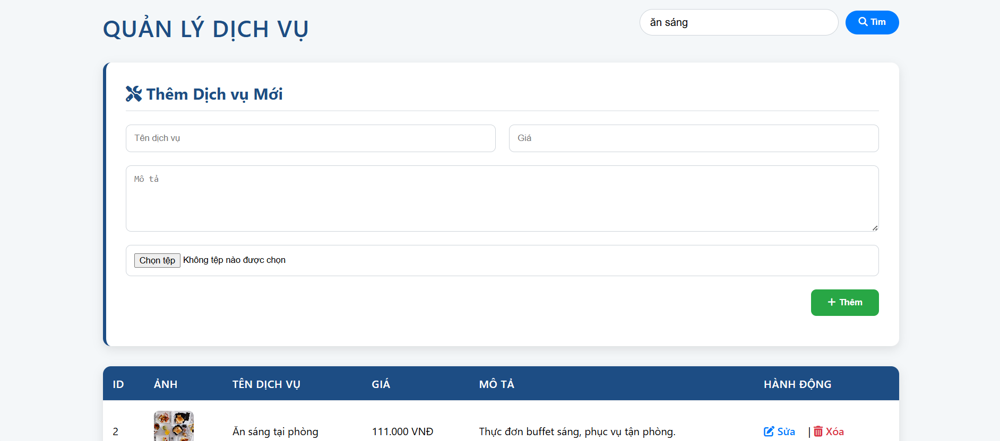 QUẢN LÝ DỊCH VỤ
ăn sáng
Tìm
Thêm Dịch vụ Mới
Tên dịch vụ
Giá
Mô tả
Chọn tệp Không tệp nào được chọn
+ Thêm
ID ẢNH TÊN DỊCH VỤ GIÁ MÔ TẢ HÀNH ĐỘNG
2 Ăn sáng tại phòng 111.000 VNĐ Thực đơn buffet sáng, phục vụ tận phòng. Sửa | Xóa